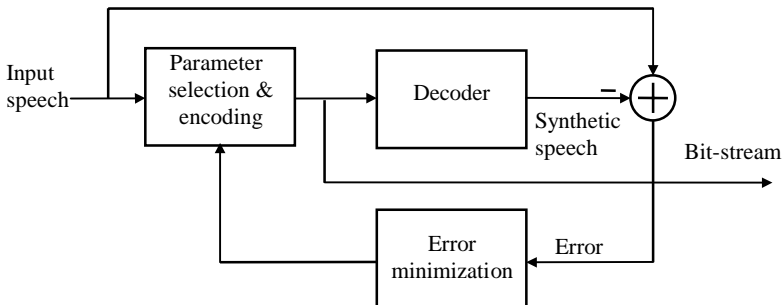 Input
speech
Parameter
selection &
encoding
Decoder
–
+
Synthetic
speech
Bit-stream
Error
minimization
Error